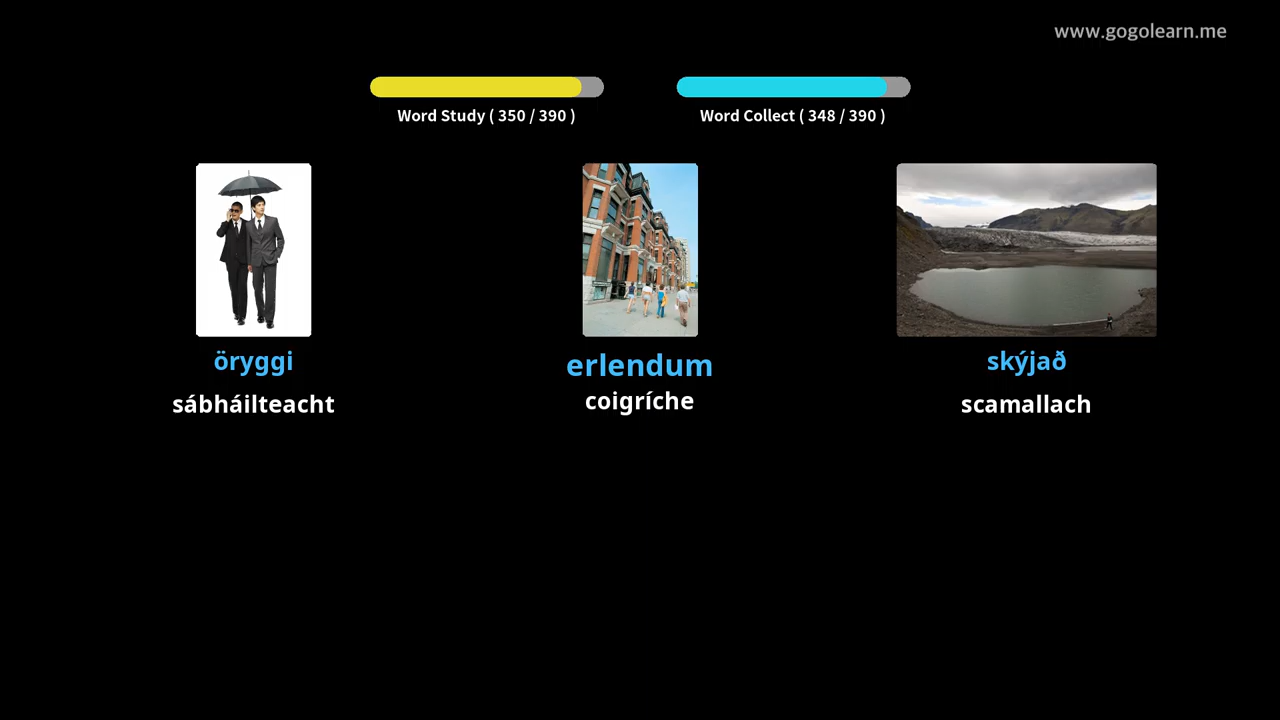 www.gogolearn.me
Word Study ( 350 / 390 )
Word Collect ( 348 / 390 )
öryggi
sábháilteacht
erlendum
coigríche
skýjað
scamallach